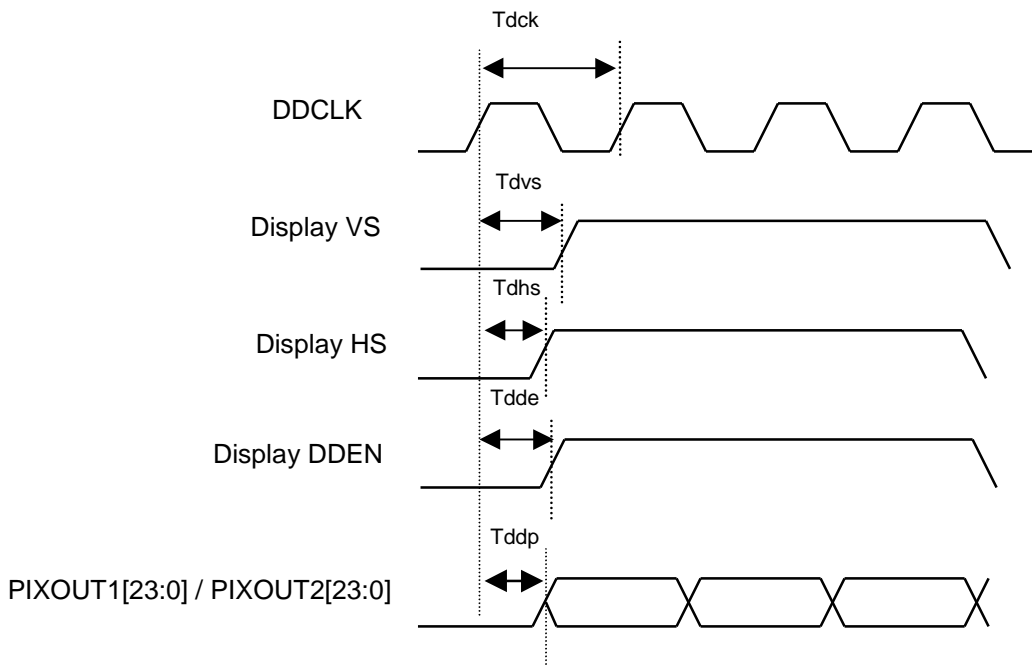 Tdck
DDCLK
Tdvs
Display VS
Tdhs
Display HS
Tdde
Display DDEN
Tddp
PIXOUT1[23:0] / PIXOUT2[23:0]